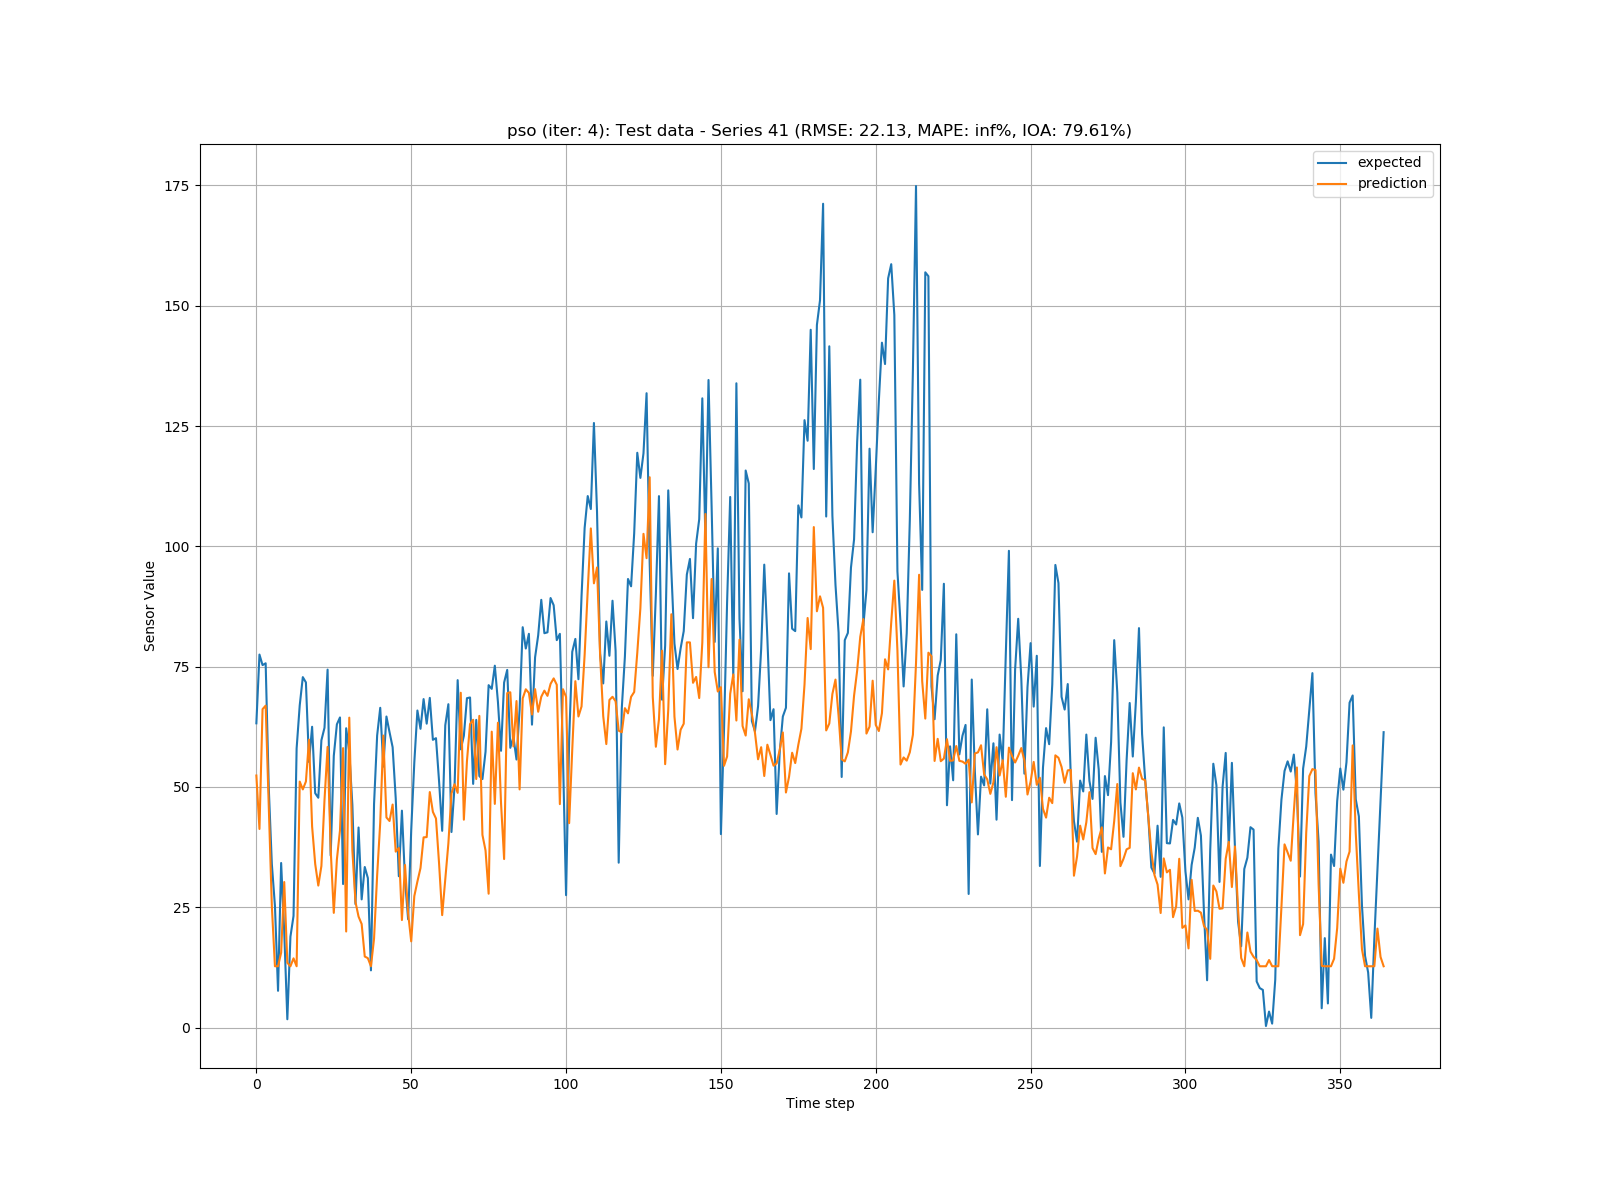 pso (iter: 4): Test data - Series 41 (RMSE: 22.13, MAPE: inf%, IOA: 79.61%)
expected
prediction
175
150
125
100
75
50
25
0
Sensor Value
0 50 100 150 200 250 300 350
Time step